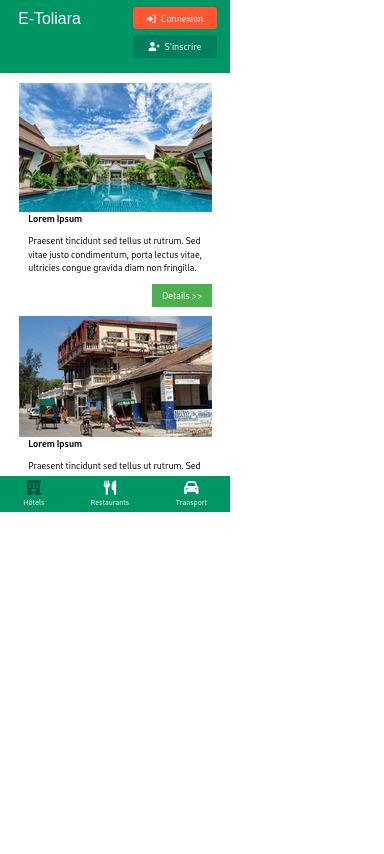 E-Toliara
Connexion
S'inscrire
Lorem Ipsum
Praesent tincidunt sed tellus ut rutrum. Sed
vitae justo condimentum, porta lectus vitae,
ultricies congue gravida diam non fringilla.
Details >>
Lorem Ipsum
Praesent tincidunt sed tellus ut rutrum. Sed
Hôtels
Restaurants
Transport